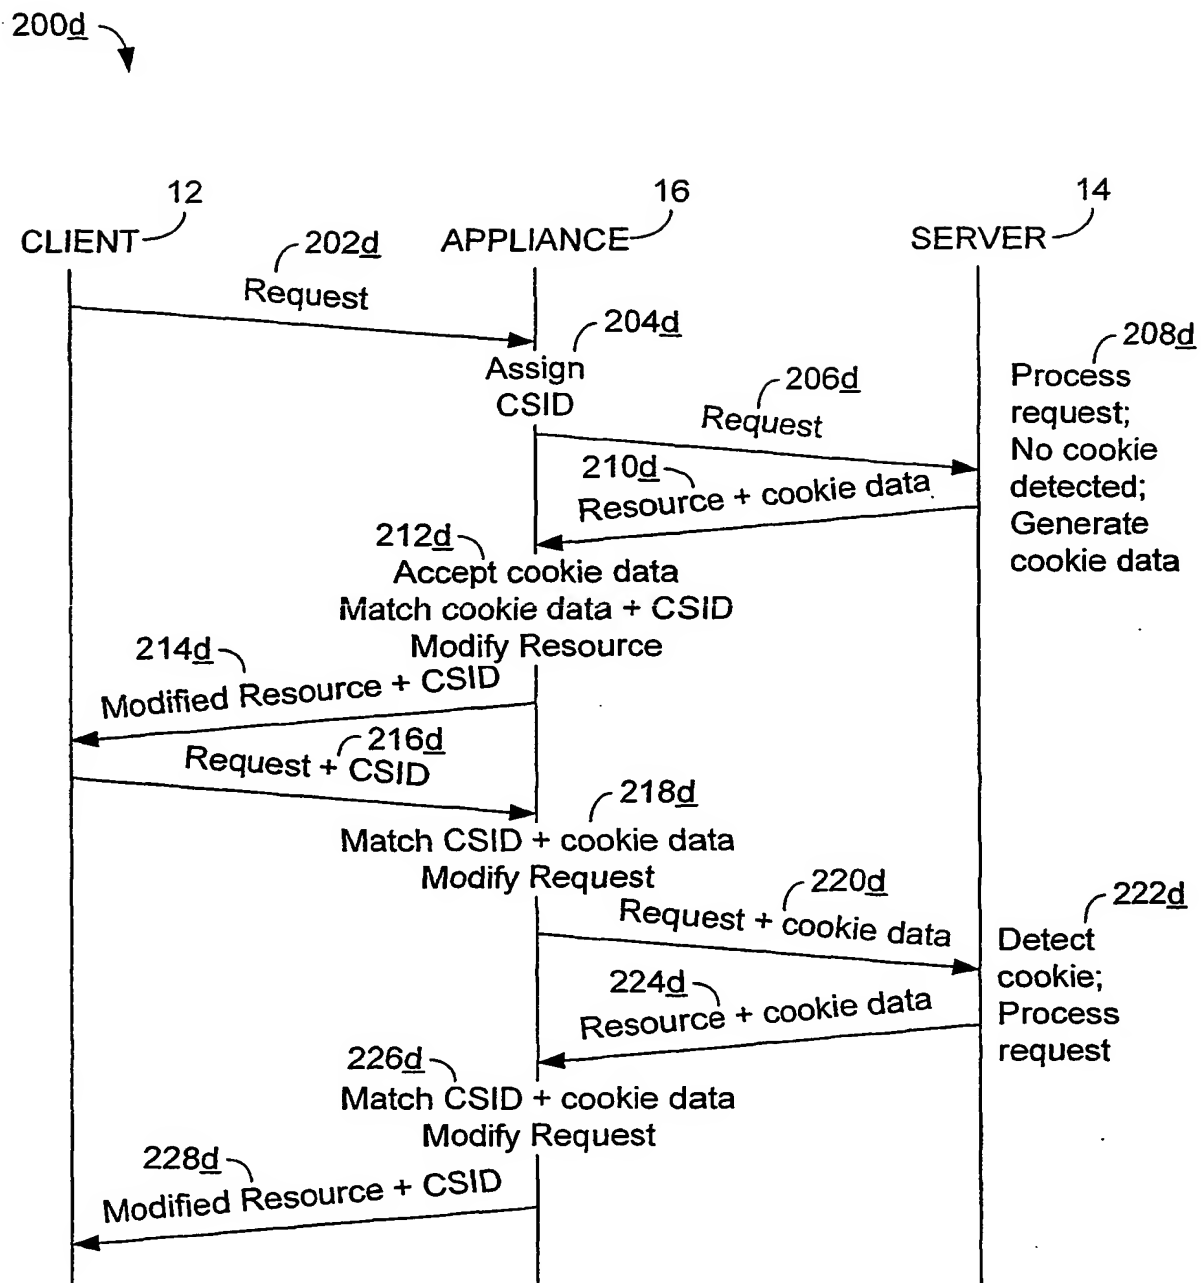 200d
12
16
14
CLIENT
APPLIANCE
SERVER
202d
Request
204d
Assign
CSID
208d
Process
request;
No cookie
detected;
Generate
cookie data
206d
Request
210d
Resource + cookie data
212d
Accept cookie data
Match cookie data + CSID
Modify Resource
214d
Modified Resource + CSID
216d
Request + CSID
218d
Match CSID + cookie data
Modify Request
220d
Request + cookie data
222d
Detect
cookie;
Process
request
224d
Resource + cookie data
226d
Match CSID + cookie data
Modify Request
228d
Modified Resource + CSID